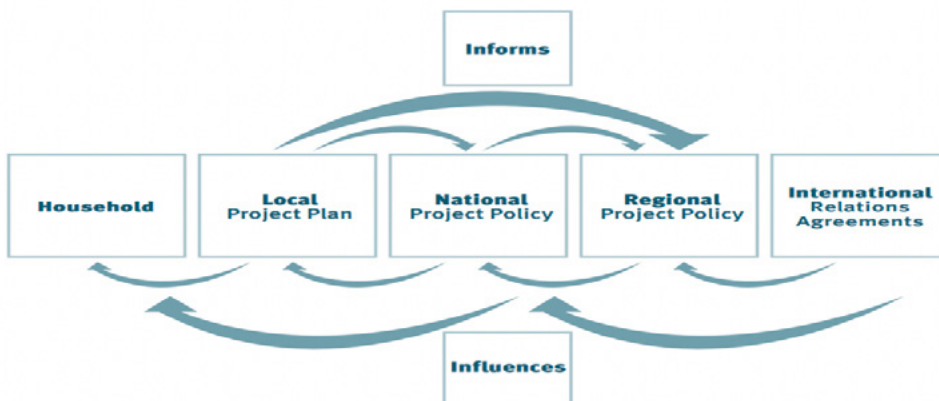 Informs
Household
Local
Project Plan
National
Project Policy
Regional
Project Policy
International
Relations
Agreements
Influences